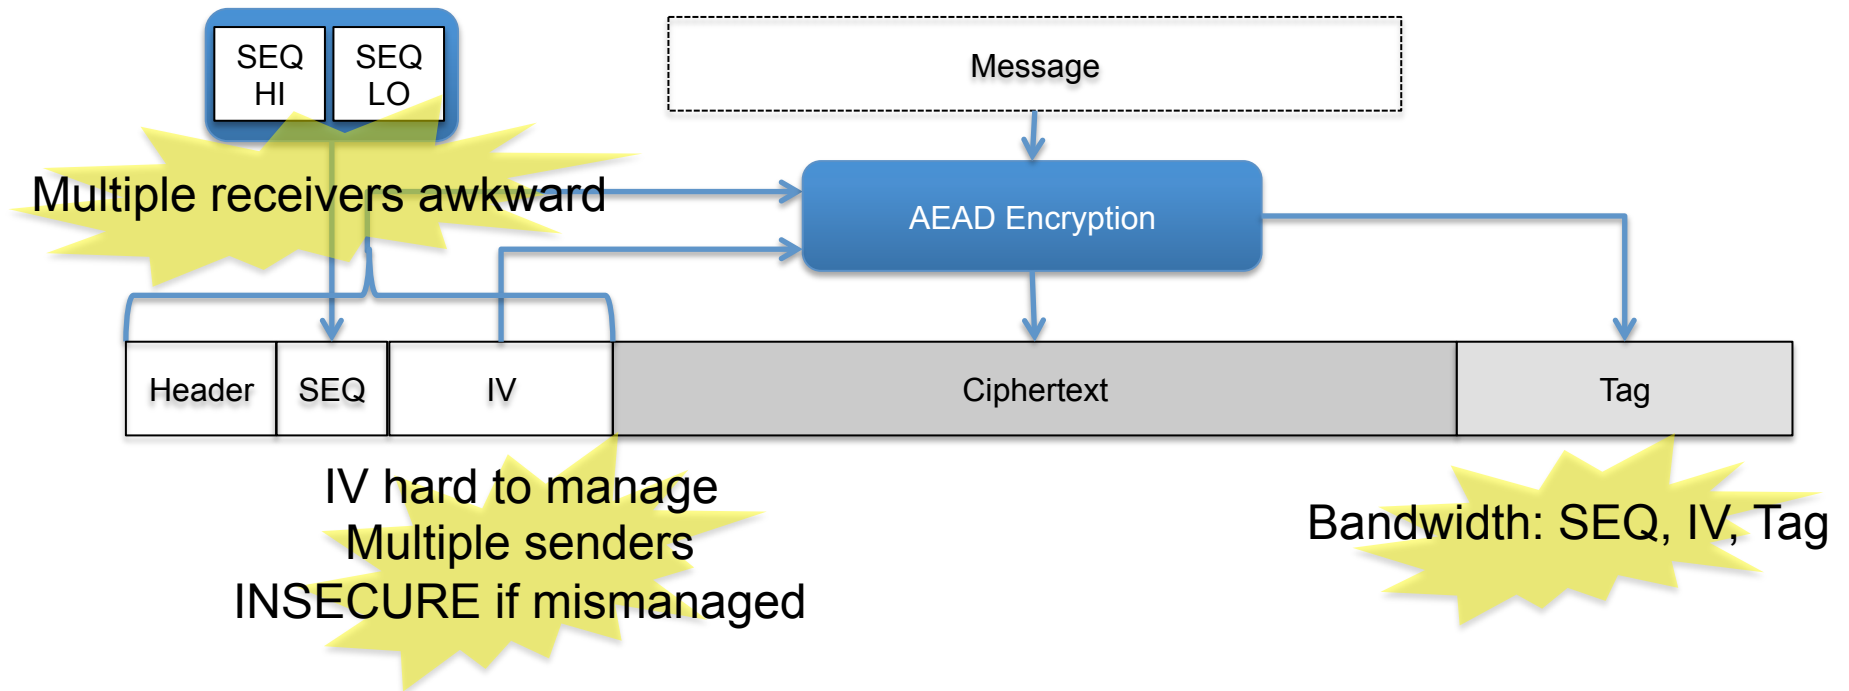 SEQ
HI
SEQ
LO
Message
Multiple receivers awkward
AEAD Encryption
Header
SEQ
IV
Ciphertext
Tag
IV hard to manage
Multiple senders
INSECURE if mismanaged
Bandwidth: SEQ, IV, Tag